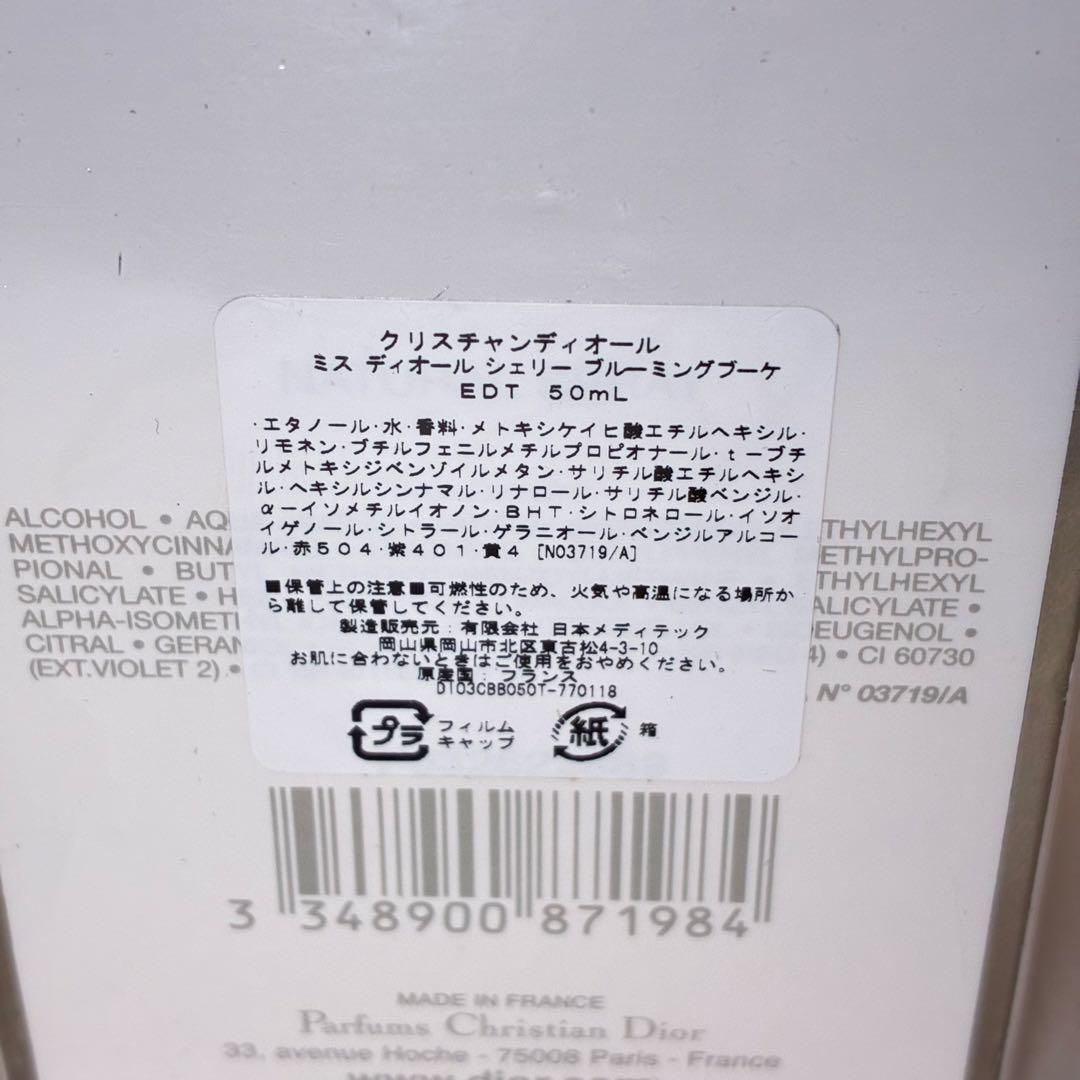 クリスチャンディオール
ミス ディオール シェリー ブルーミングブーケ
EDT 50mL
・エタノール・水・香料・メトキシケイヒ酸エチルヘキシル・
リモネン・ブチルフェニルメチルプロピオナール・t-ブチ
ルメトキシジベンゾイルメタン・サリチル酸エチルヘキシ
ル・ヘキシルシンナマル・リナロール・サリチル酸ベンジル・
α-イソメチルイオノン・BHT・シトロネロール・イソオ
イゲノール・シトラール・ゲラニオール・ベンジルアルコー
ル・赤504・紫401・黄4 [N03719/A]
■保管上の注意■可燃性のため、火気や高温になる場所か
ら離して保管してください。
製造販売元：有限会社 日本メディテック
岡山県岡山市北区東古松4-3-10
お肌に合わないときはご使用をおやめください。
原産国：フランス
DI03CBB050T-770118
プラ フィルム
キャップ
紙 箱
ALCOHOL • AQ
THYLHEXYL
METHOXYCINNA
METHYLPRO-
PIONAL • BUT
THYLHEXYL
SALICYLATE • H
ALICYLATE •
ALPHA-ISOMET
DEUGENOL •
CITRAL • GERAN
4) • CI 60730
(EXT.VIOLET 2) •
N° 03719/A
3 348900 871984
MADE IN FRANCE
Parfums Christian Dior
33, avenue Hoche - 75008 Paris - France
www.dior.com